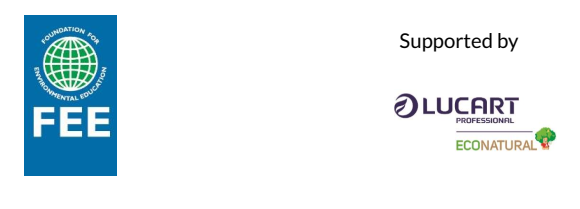 FOUNDATION FOR
ENVIRONMENTAL EDUCATION
FEE
Supported by
LUCART
PROFESSIONAL
ECONATURAL